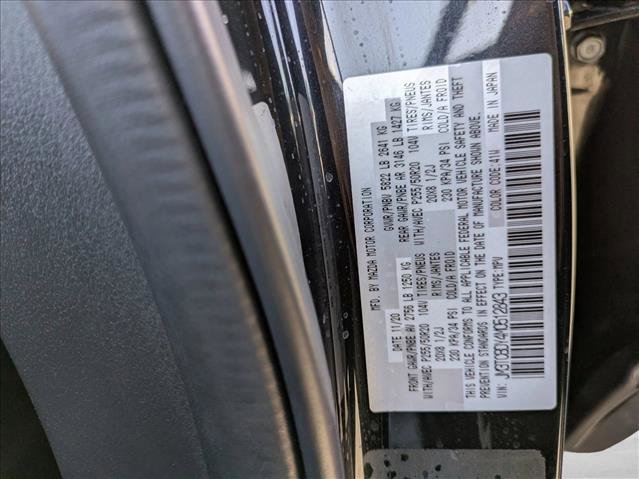 MFD. BY MAZDA MOTOR CORPORATION
DATE 11/20 GVWR/PNBV 5822 LB 2641 KG
FRONT GAWR/PNBE AV 2756 LB 1250 KG REAR GAWR/PNBE AR 3146 LB 1427 KG
WITH/AVEC P255/50R20 104V TIRES/PNEUS WITH/AVEC P255/50R20 104V TIRES/PNEUS
20X8 1/2J RIMS/JANTES 20X8 1/2J RIMS/JANTES
230 KPA/34 PSI COLD/A FROID 230 KPA/34 PSI COLD/A FROID
THIS VEHICLE CONFORMS TO ALL APPLICABLE FEDERAL MOTOR VEHICLE SAFETY AND THEFT
PREVENTION STANDARDS IN EFFECT ON THE DATE OF MANUFACTURE SHOWN ABOVE.
VIN: JM3TCBDY4M0512643 TYPE:MPV COLOR CODE:41W MADE IN JAPAN